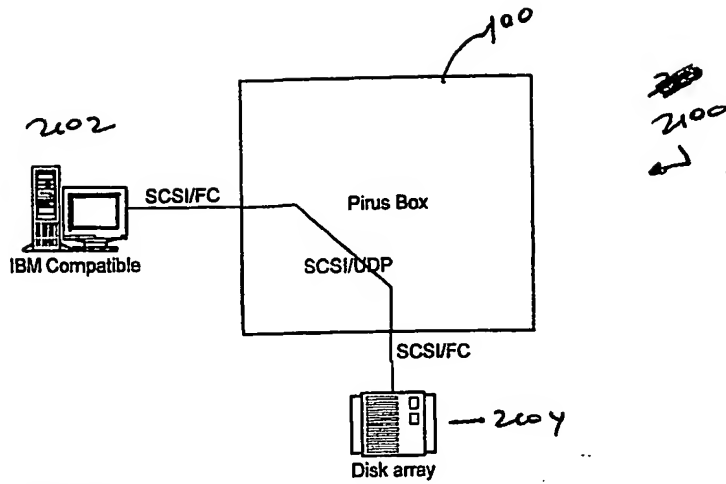 100
2102
2100
SCSI/FC
Pirus Box
IBM Compatible
SCSI/UDP
SCSI/FC
2104
Disk array